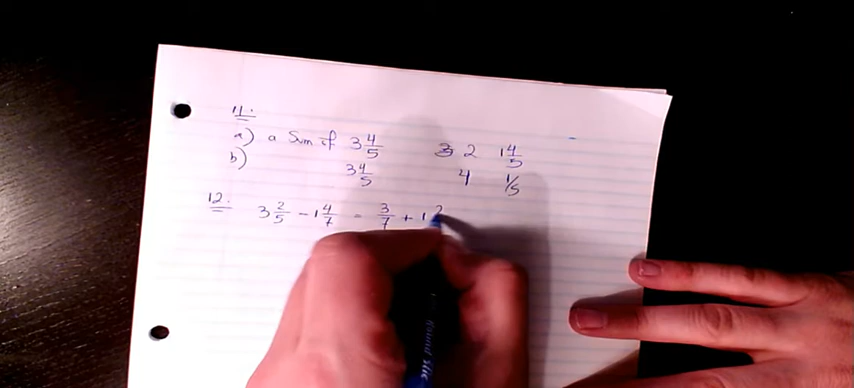 11.
a) a Sum of 3 4/5 3 2 1 4/5
b) 3 4/5 4 1/5
12. 3 2/5 - 1 4/7 = 3/7 + 1 2